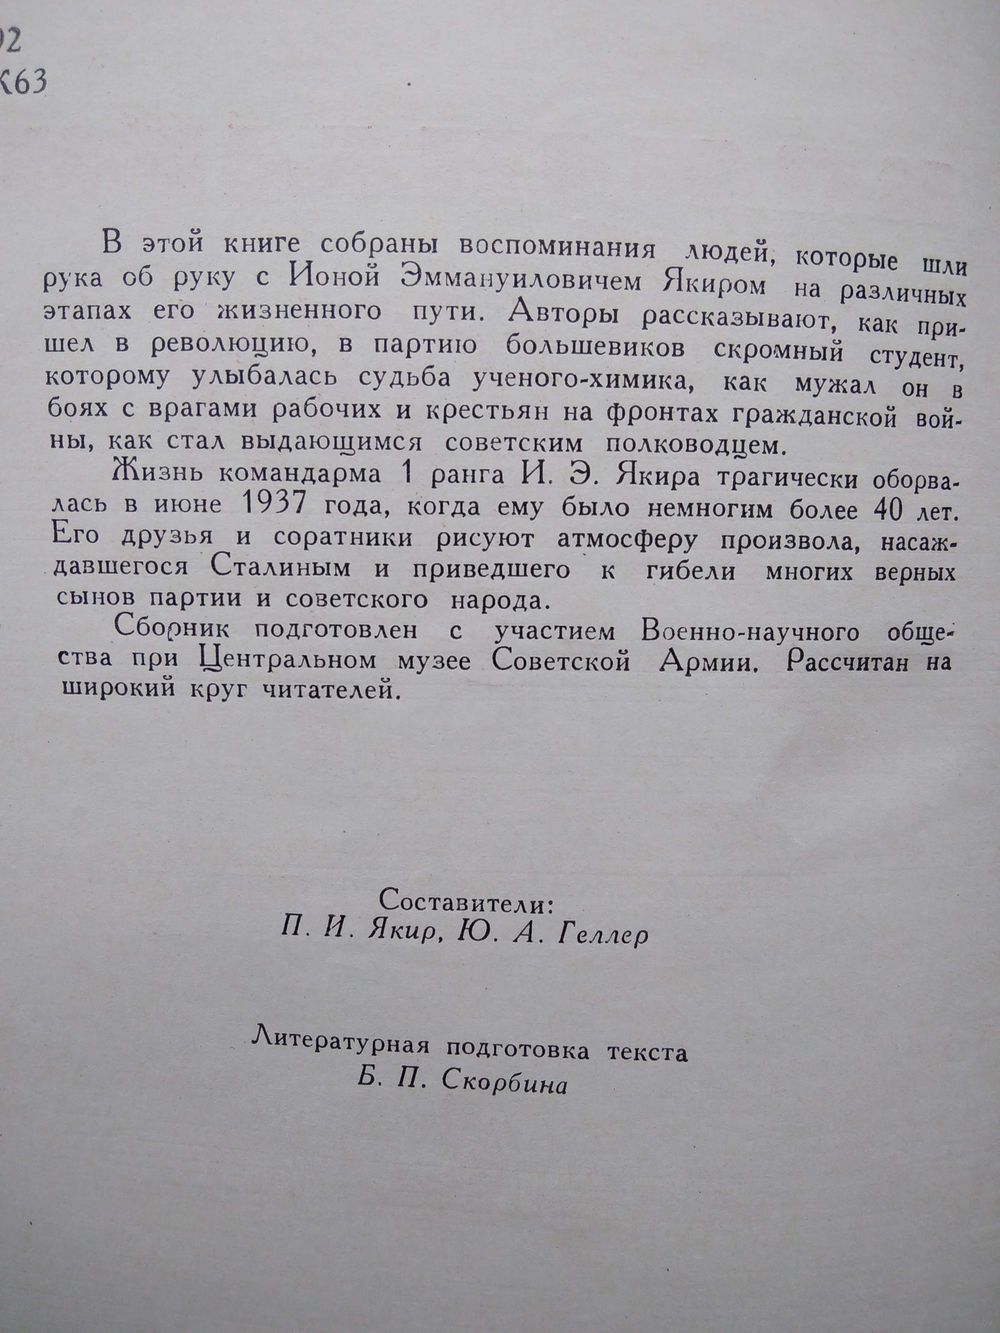 92
К63
В этой книге собраны воспоминания людей, которые шли
рука об руку с Ионой Эммануиловичем Якиром на различных
этапах его жизненного пути. Авторы рассказывают, как при-
шел в революцию, в партию большевиков скромный студент,
которому улыбалась судьба ученого-химика, как мужал он в
боях с врагами рабочих и крестьян на фронтах гражданской вой-
ны, как стал выдающимся советским полководцем.
Жизнь командарма 1 ранга И. Э. Якира трагически оборва-
лась в июне 1937 года, когда ему было немногим более 40 лет.
Его друзья и соратники рисуют атмосферу произвола, насаж-
давшегося Сталиным и приведшего к гибели многих верных
сынов партии и советского народа.
Сборник подготовлен с участием Военно-научного обще-
ства при Центральном музее Советской Армии. Рассчитан на
широкий круг читателей.
Составители:
П. И. Якир, Ю. А. Геллер
Литературная подготовка текста
Б. П. Скорбина